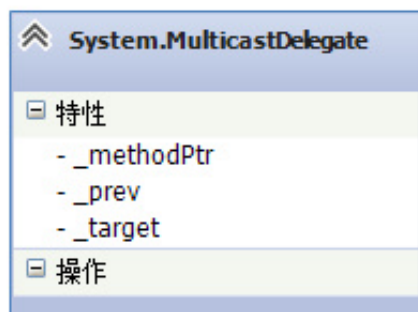 System.MulticastDelegate
特性
- _methodPtr
- _prev
- _target
操作